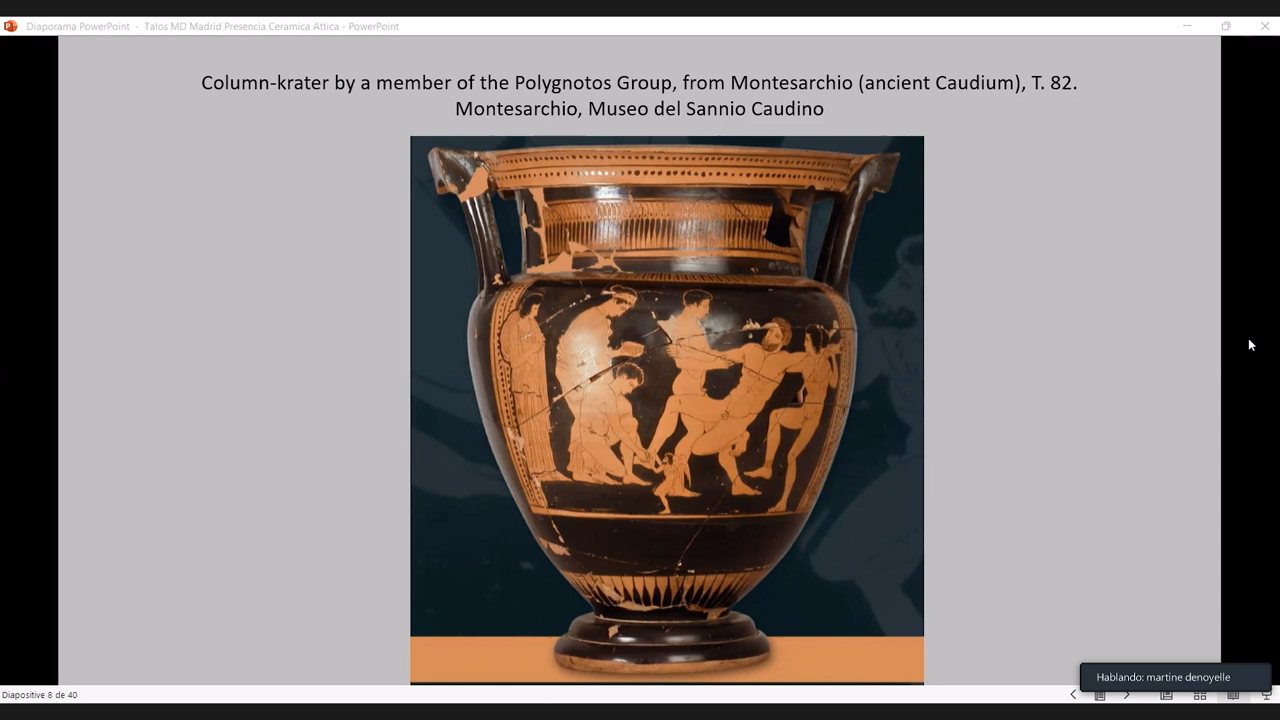 Diaporama PowerPoint - Talos MD Madrid Presencia Ceramica Attica - PowerPoint
Column-krater by a member of the Polygnotos Group, from Montesarchio (ancient Caudium), T. 82.
Montesarchio, Museo del Sannio Caudino
Hablando: martine denoyelle
Diapositive 8 de 40